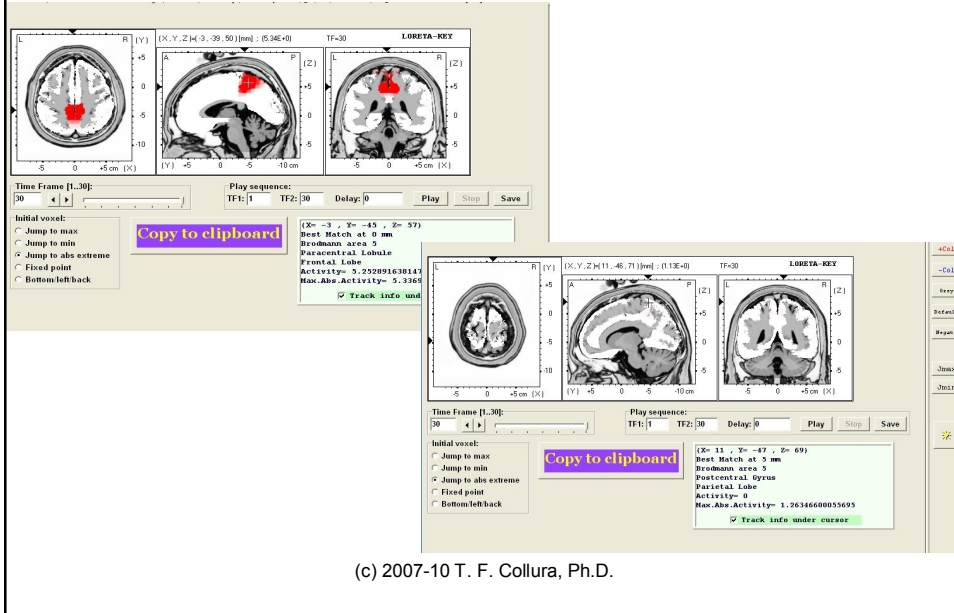 L R (Y) (X,Y,Z)=(-3,-39,50)[mm] ; (5.34E+0) TF=30 LORETA-KEY
A P (Z) (Z)
+5 +5 +5
0 0 0
-5 -5
-10
-5 0 +5 cm (X) (Y) +5 0 -5 -10 cm -5 0 +5 cm (X)
Time Frame [1..30]: Play sequence:
30 TF1: 1 TF2: 30 Delay: 0 Play Stop Save
Initial voxel:
Jump to max
Jump to min
Jump to abs extreme
Fixed point
Bottom/left/back
Copy to clipboard
(X= -3 , Y= -45 , Z= 57)
Best Match at 0 mm
Brodmann area 5
Paracentral Lobule
Frontal Lobe
Activity= 5.252891638147
Max.Abs.Activity= 5.3369
Track info und
L R (Y) (X,Y,Z)=(11,-46,71)[mm] ; (1.13E+0) TF=30 LORETA-KEY
A P (Z) (Z)
+5 +5 +5
0 0 0
-5 -5 -5
-10
-5 0 +5 cm (X) (Y) +5 0 -5 -10 cm -5 0 +5 cm (X)
Time Frame [1..30]: Play sequence:
30 TF1: 1 TF2: 30 Delay: 0 Play Stop Save
Initial voxel:
Jump to max
Jump to min
Jump to abs extreme
Fixed point
Bottom/left/back
Copy to clipboard
(X= 11 , Y= -47 , Z= 69)
Best Match at 5 mm
Brodmann area 5
Postcentral Gyrus
Parietal Lobe
Activity= 0
Max.Abs.Activity= 1.26346600055695
Track info under cursor
+Col
-Col
Grey
Default
Negat
Jmax
Jmin
(c) 2007-10 T. F. Collura, Ph.D.